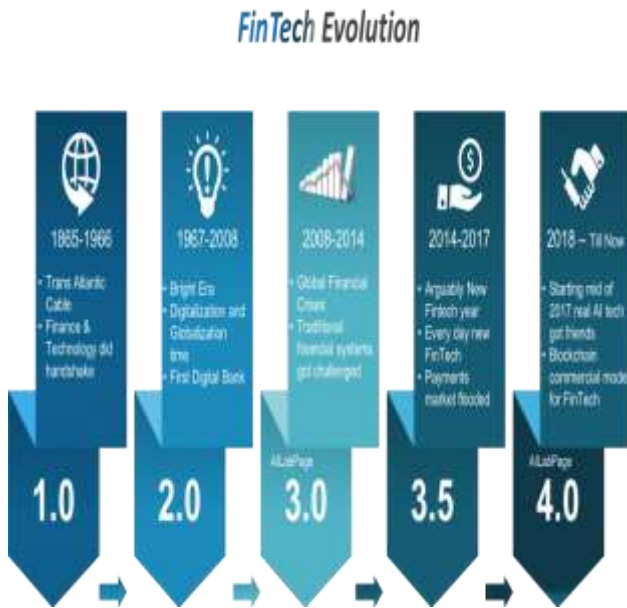 FinTech Evolution
1865-1966
• Trans Atlantic
Cable
• Finance &
Technology did
handshake
1.0
1967-2008
• Bright Era
• Digitalization and
Globalization
time
• First Digital Bank
2.0
2008-2014
• Global Financial
Crises
• Traditional
financial systems
got challenged
AILabPage
3.0
2014-2017
• Arguably New
Fintech year
• Every day new
FinTech
• Payments
market flooded
3.5
2018 – Till Now
• Starting mid of
2017 real AI tech
got friends
• Blockchain
commercial mode
for FinTech
AILabPage
4.0